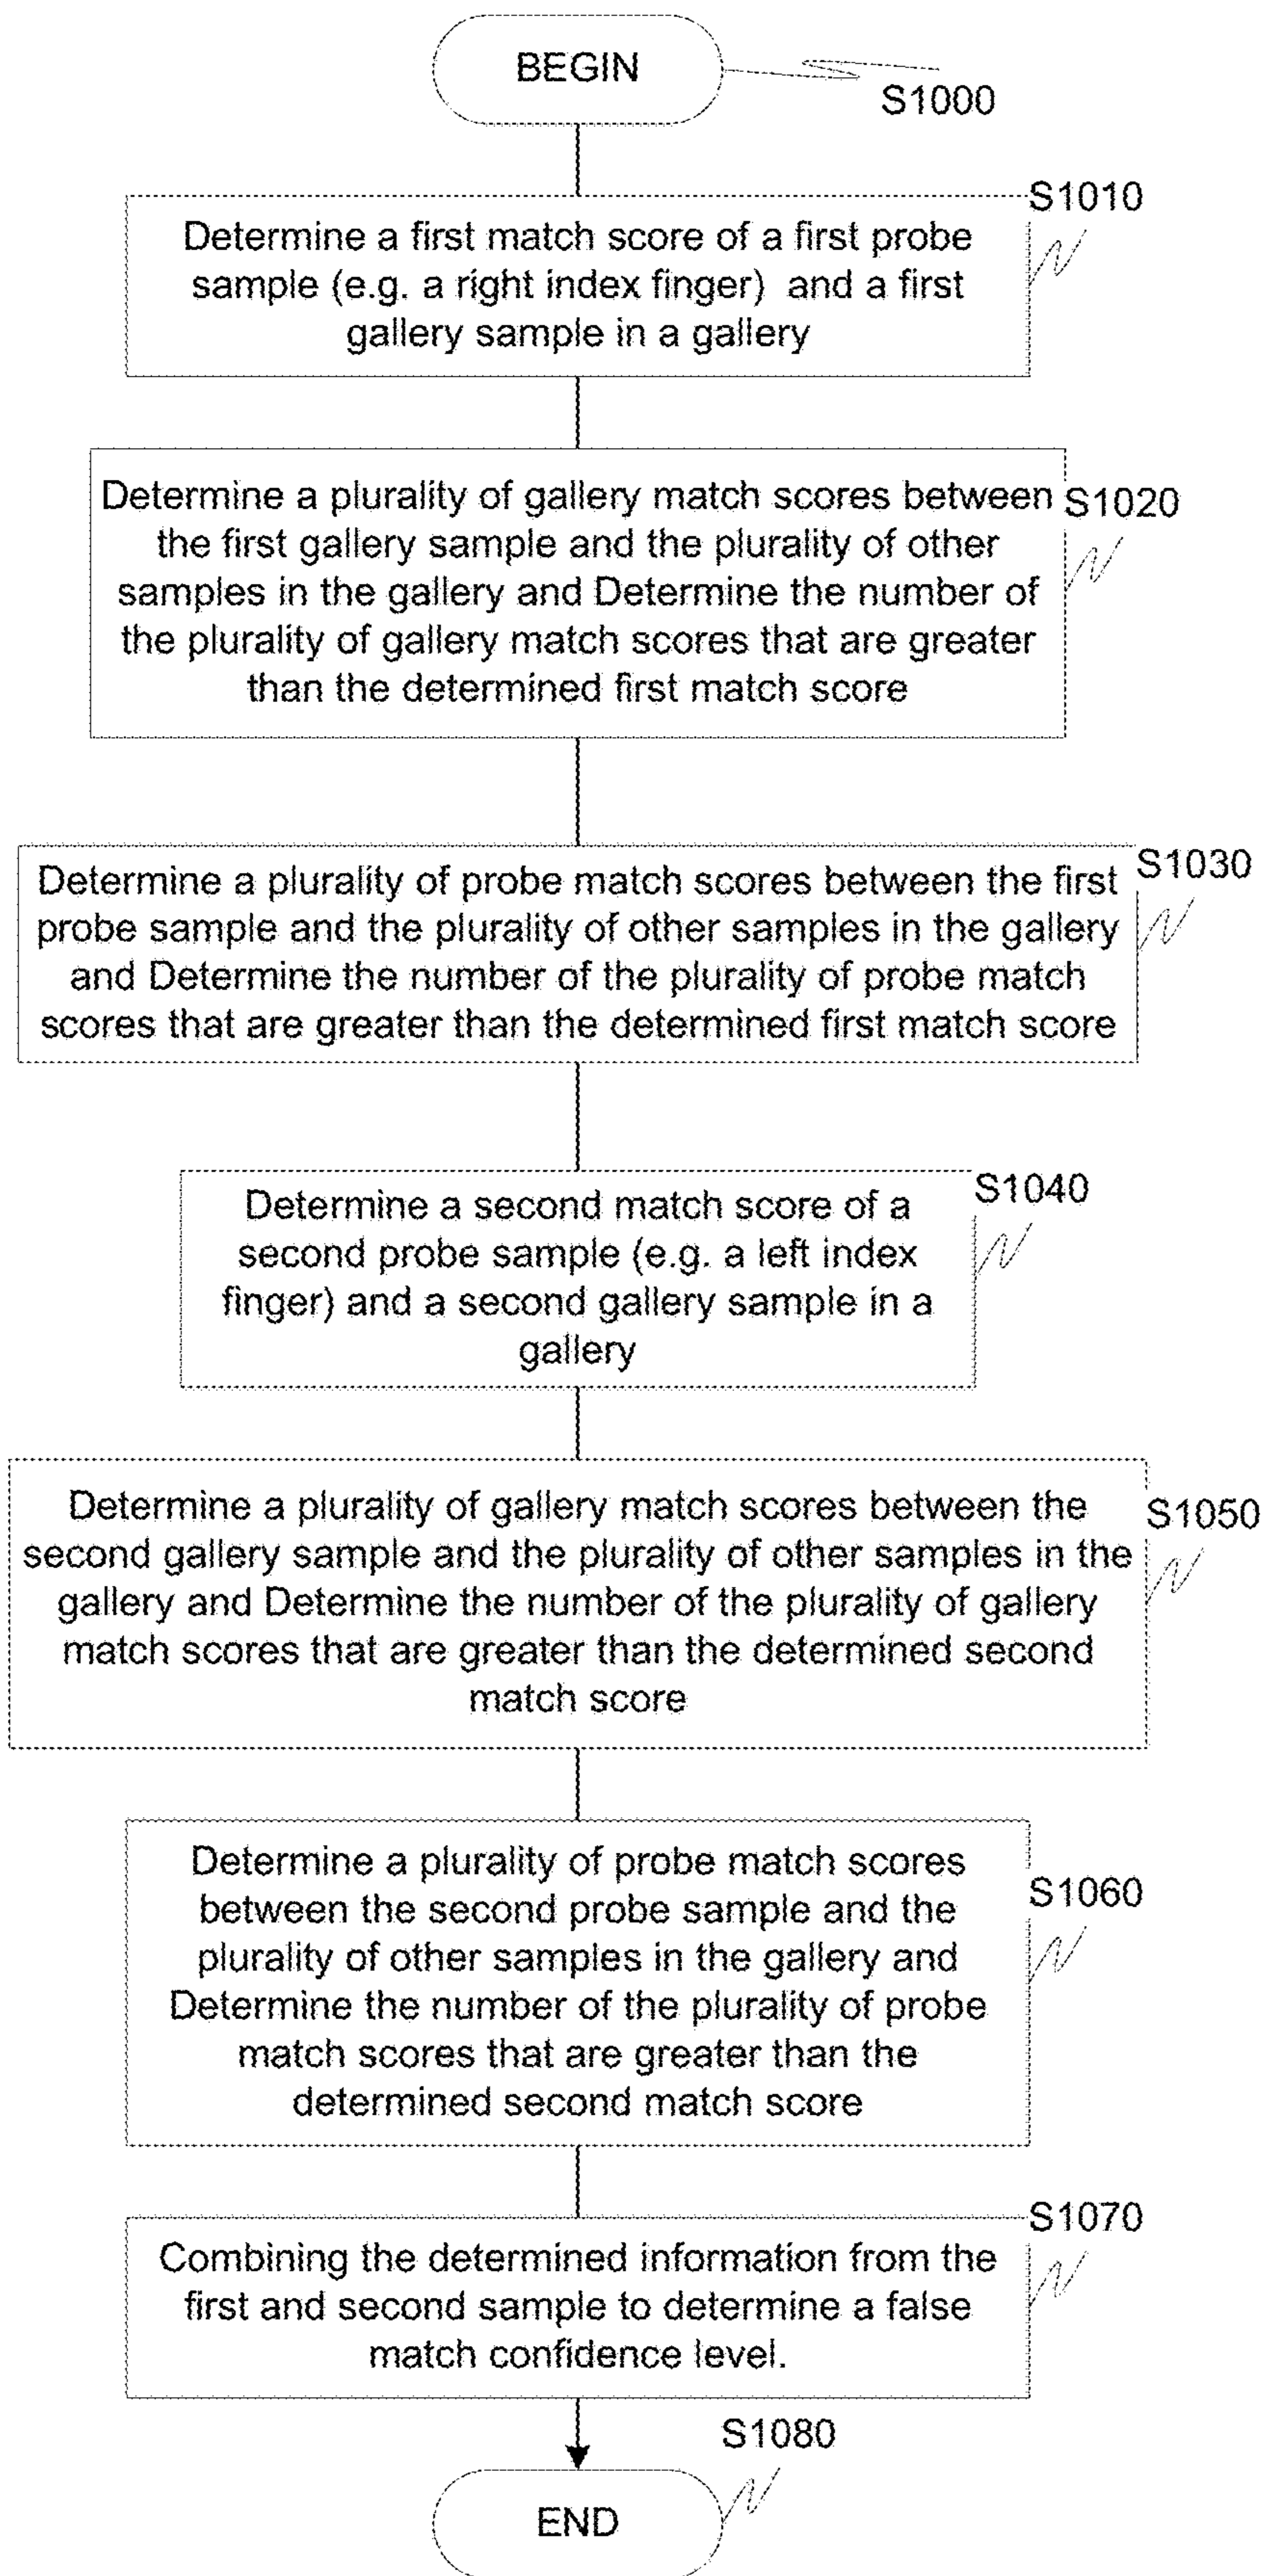 BEGIN
S1000
S1010
Determine a first match score of a first probe
sample (e.g. a right index finger) and a first
gallery sample in a gallery
Determine a plurality of gallery match scores between
S1020
the first gallery sample and the plurality of other
samples in the gallery and Determine the number of
the plurality of gallery match scores that are greater
than the determined first match score
S1030
Determine a plurality of probe match scores between the first
probe sample and the plurality of other samples in the gallery
and Determine the number of the plurality of probe match
scores that are greater than the determined first match score
S1040
Determine a second match score of a
second probe sample (e.g. a left index
finger) and a second gallery sample in a
gallery
Determine a plurality of gallery match scores between the
S1050
second gallery sample and the plurality of other samples in the
gallery and Determine the number of the plurality of gallery
match scores that are greater than the determined second
match score
Determine a plurality of probe match scores
S1060
between the second probe sample and the
plurality of other samples in the gallery and
Determine the number of the plurality of probe
match scores that are greater than the
determined second match score
S1070
Combining the determined information from the
first and second sample to determine a false
match confidence level.
S1080
END